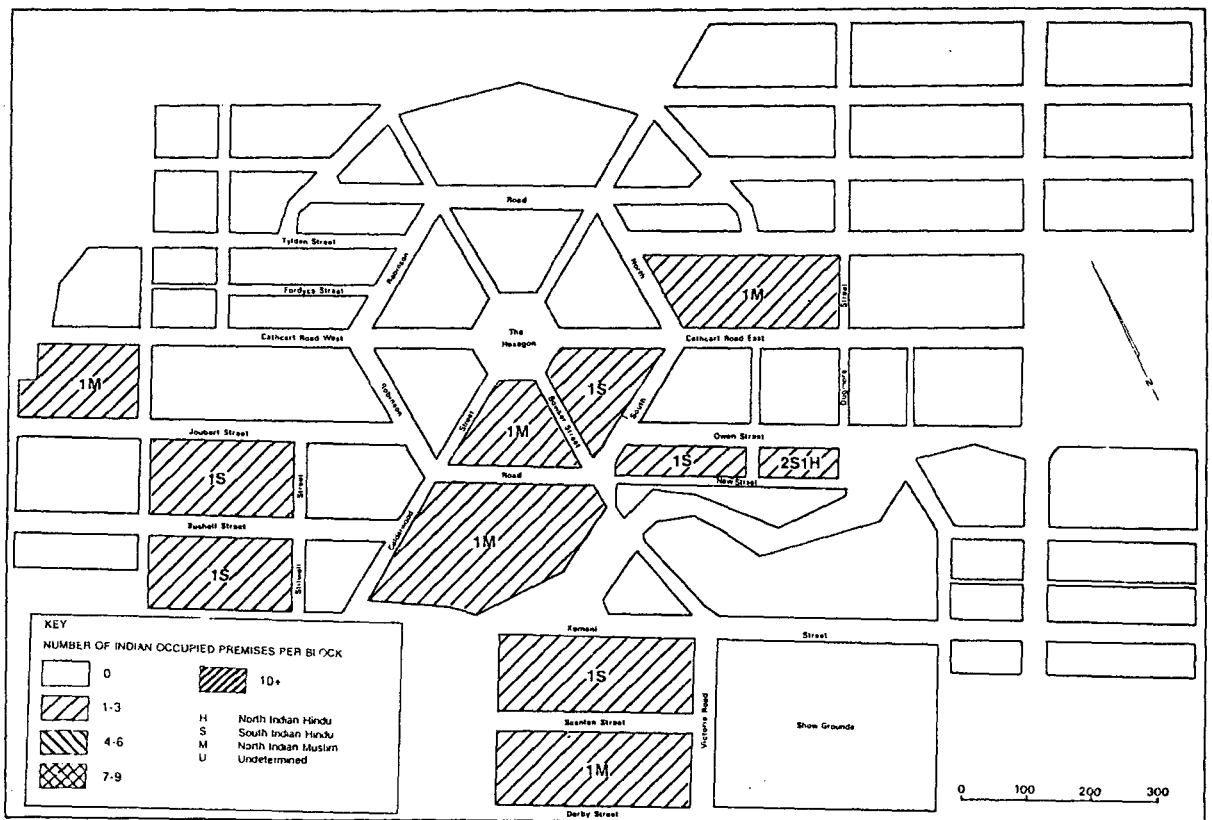 Road
Tylden Street
Robinson
North
Fordyce Street
1M
Street
The
Hexagon
Cathcart Road West
Cathcart Road East
1M
Robinson
Street
1M
Banker Street
1S
South
Dugmore
Joubert Street
Owen Street
1S
Street
Road
1S
2S1H
New Street
Bushell Street
Calderwood
1M
1S
Stilwell
KEY
NUMBER OF INDIAN OCCUPIED PREMISES PER BLOCK
0
10+
1-3
H North Indian Hindu
S South Indian Hindu
4-6
M North Indian Muslim
U Undetermined
7-9
Komani
Street
1S
Scanlen Street
Victoria Road
Show Grounds
1M
Derby Street
0 100 200 300
N